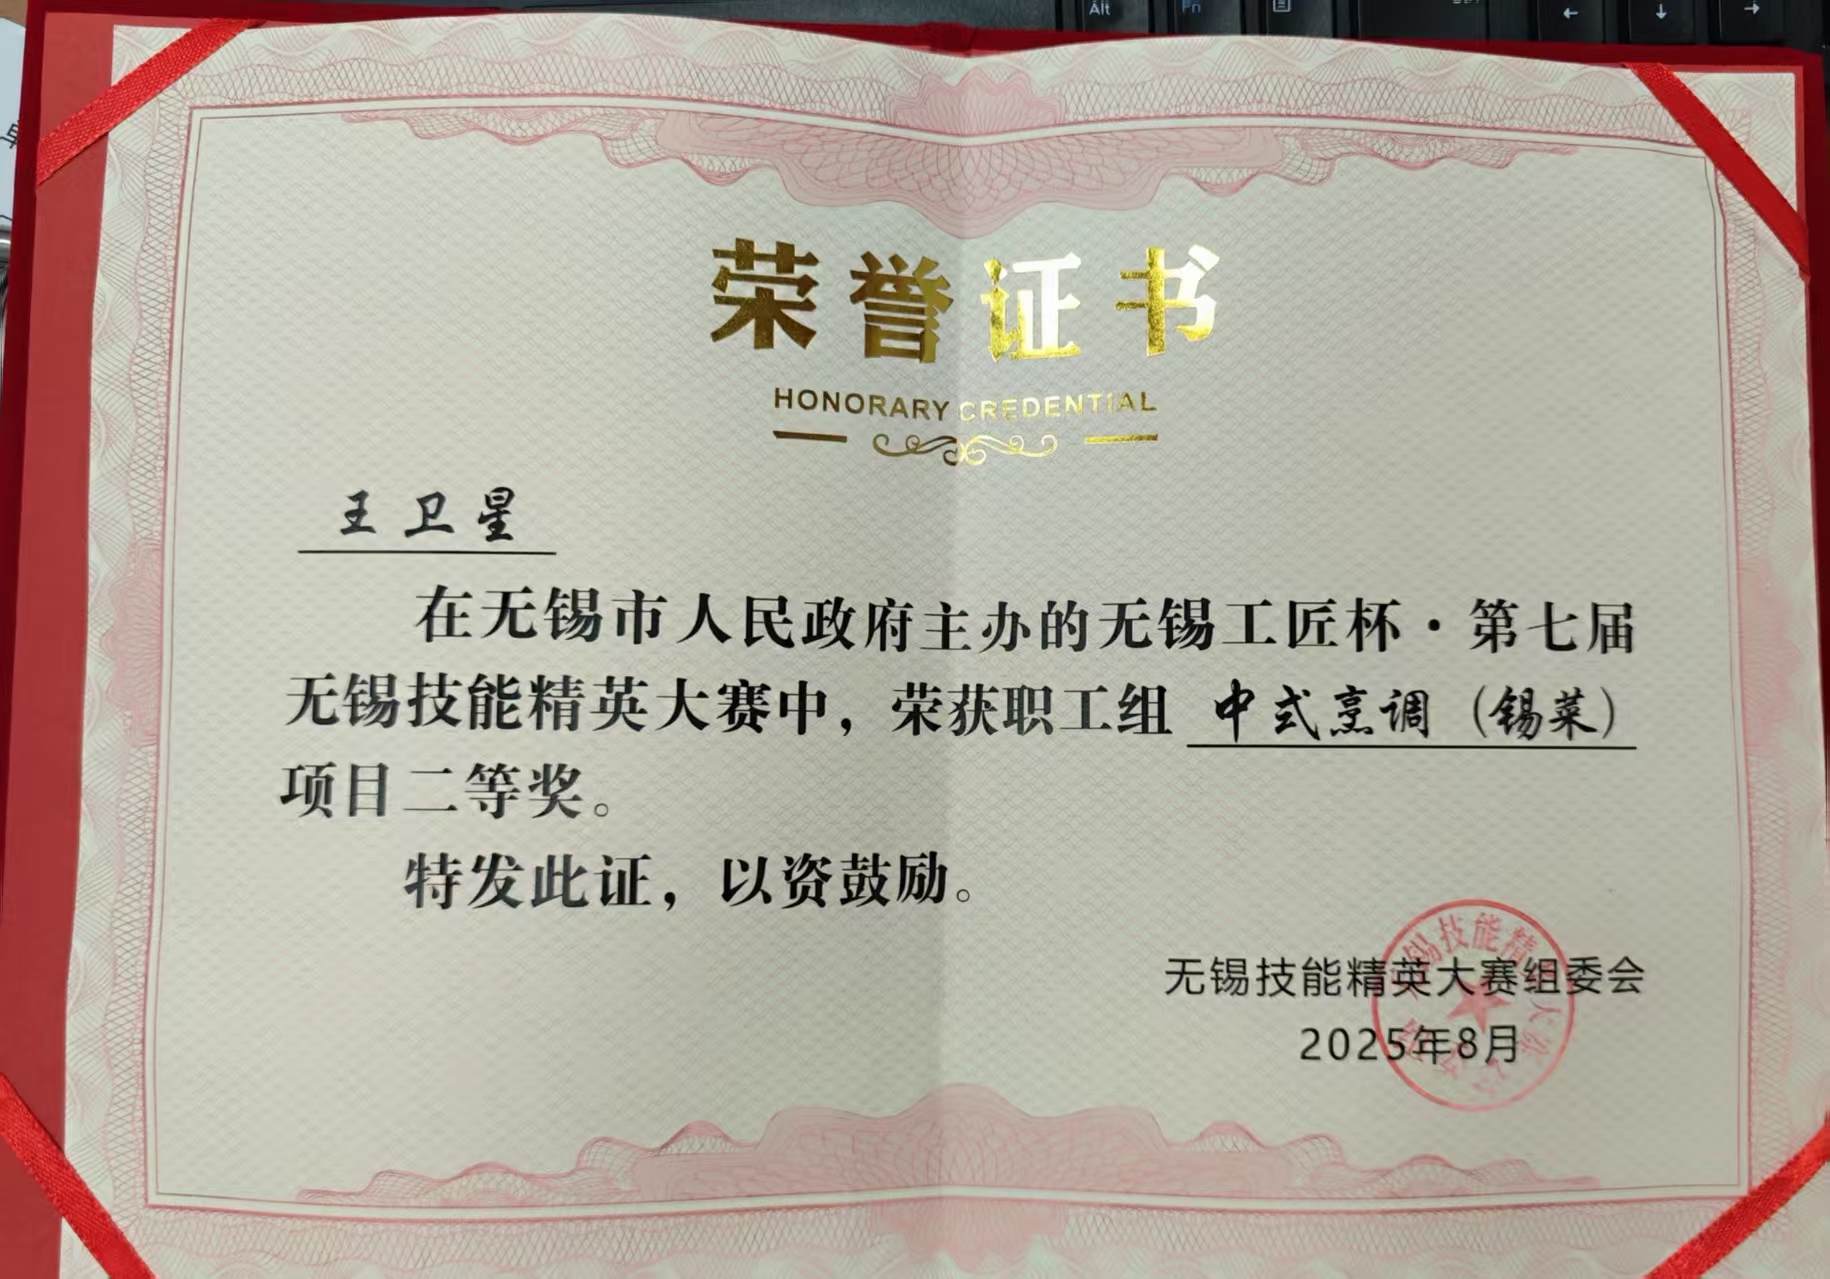 Alt
Fn
荣誉证书
HONORARY CREDENTIAL
王卫星
在无锡市人民政府主办的无锡工匠杯·第七届
无锡技能精英大赛中，荣获职工组 中式烹调（锡菜）
项目二等奖。
特发此证，以资鼓励。
无锡技能精英大赛组委会
2025年8月